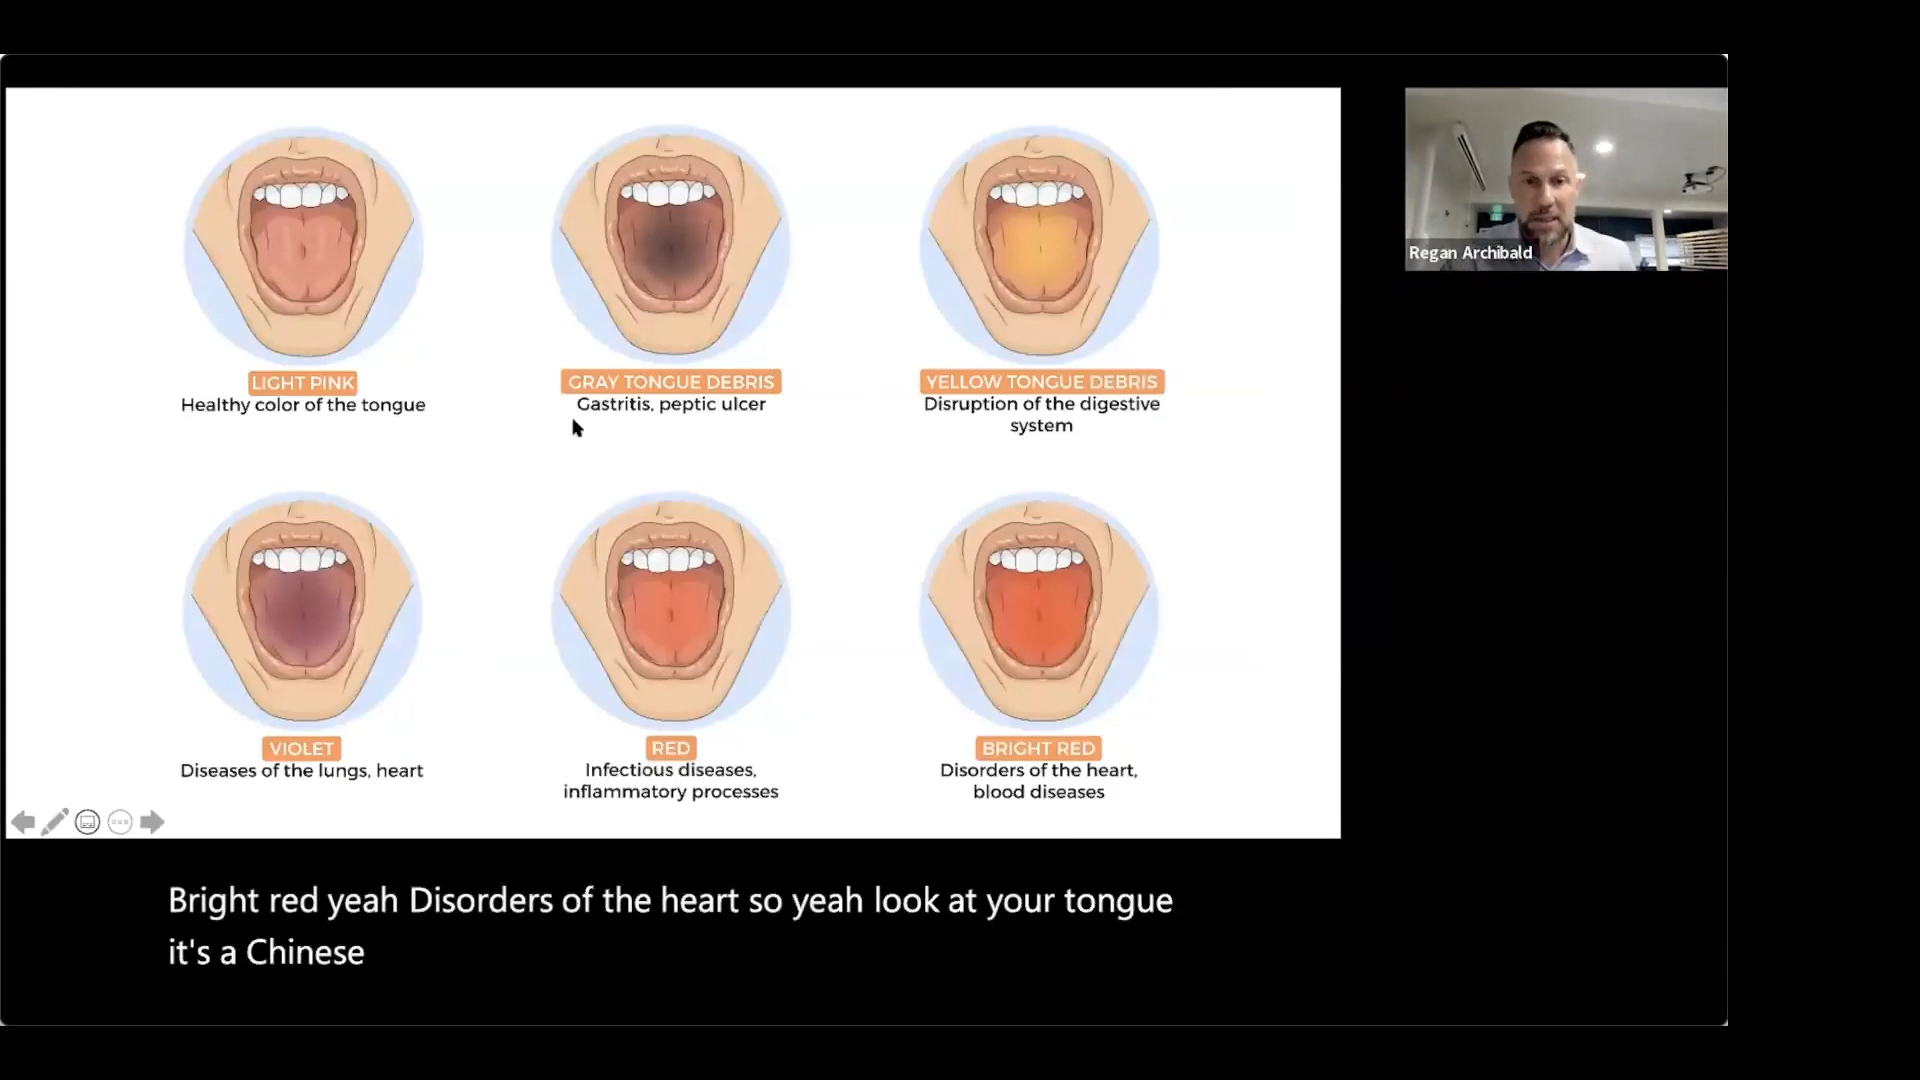 LIGHT PINK
Healthy color of the tongue
GRAY TONGUE DEBRIS
Gastritis, peptic ulcer
YELLOW TONGUE DEBRIS
Disruption of the digestive
system
VIOLET
Diseases of the lungs, heart
RED
Infectious diseases,
inflammatory processes
BRIGHT RED
Disorders of the heart,
blood diseases
Regan Archibald
Bright red yeah Disorders of the heart so yeah look at your tongue
it's a Chinese